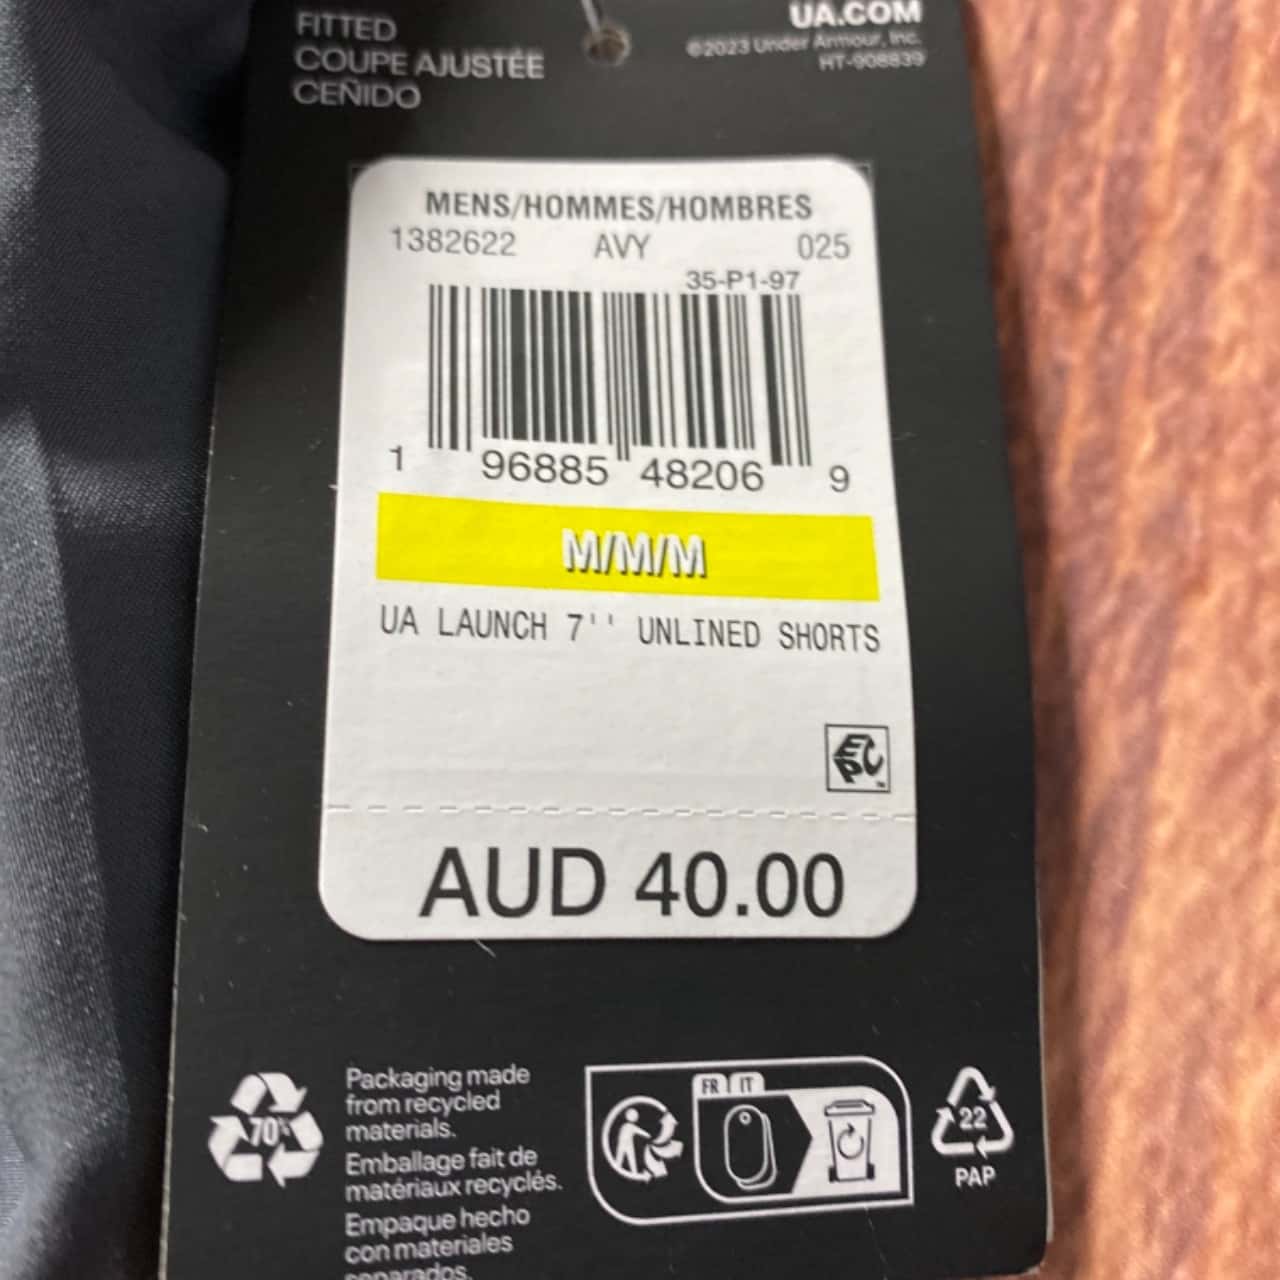 FITTED
COUPE AJUSTÉE
CEÑIDO
UA.COM
©2023 Under Armour, Inc.
HT-908839
MENS/HOMMES/HOMBRES
1382622 AVY 025
35-P1-97
1 96885 48206 9
M/M/M
UA LAUNCH 7'' UNLINED SHORTS
EPC™
AUD 40.00
70%
Packaging made
from recycled
materials.
Emballage fait de
matériaux recyclés.
Empaque hecho
con materiales
separados.
FR IT
22
PAP